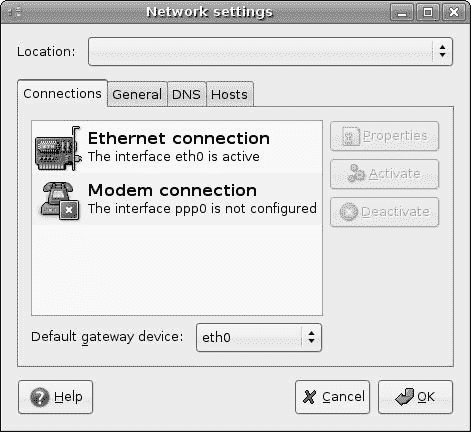 Network settings
Location:
Connections General DNS Hosts
Ethernet connection
The interface eth0 is active
Properties
Activate
Modem connection
The interface ppp0 is not configured
Deactivate
Default gateway device: eth0
Help Cancel OK